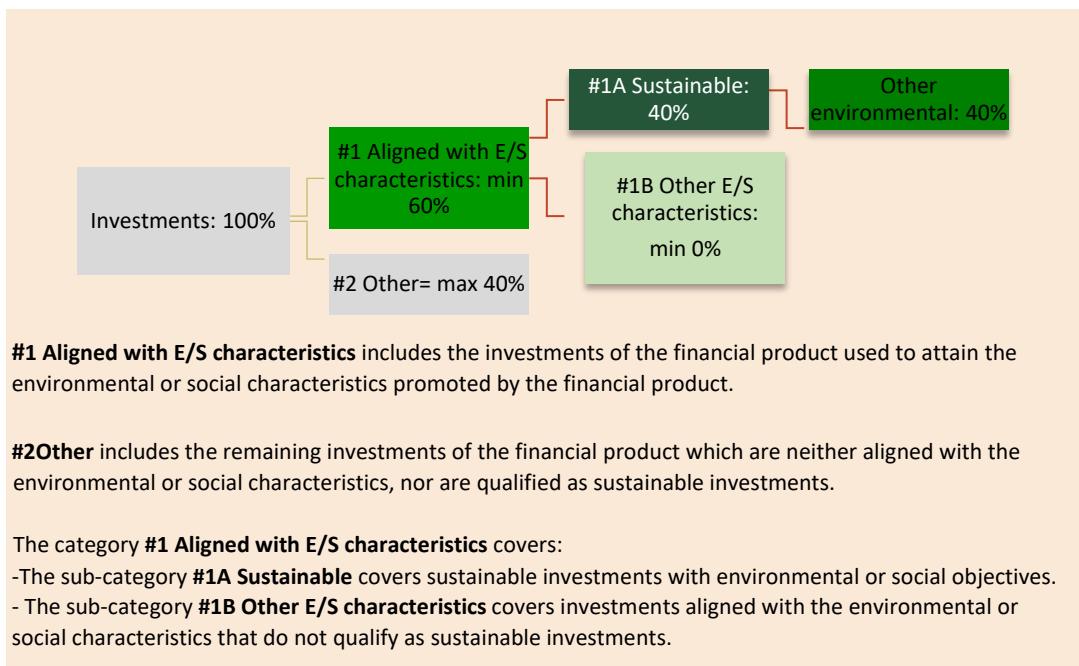 Investments: 100%
#1 Aligned with E/S
characteristics: min
60%
#2 Other= max 40%
#1A Sustainable:
40%
#1B Other E/S
characteristics:
min 0%
Other
environmental: 40%
#1 Aligned with E/S characteristics includes the investments of the financial product used to attain the
environmental or social characteristics promoted by the financial product.
#2Other includes the remaining investments of the financial product which are neither aligned with the
environmental or social characteristics, nor are qualified as sustainable investments.
The category #1 Aligned with E/S characteristics covers:
-The sub-category #1A Sustainable covers sustainable investments with environmental or social objectives.
- The sub-category #1B Other E/S characteristics covers investments aligned with the environmental or
social characteristics that do not qualify as sustainable investments.